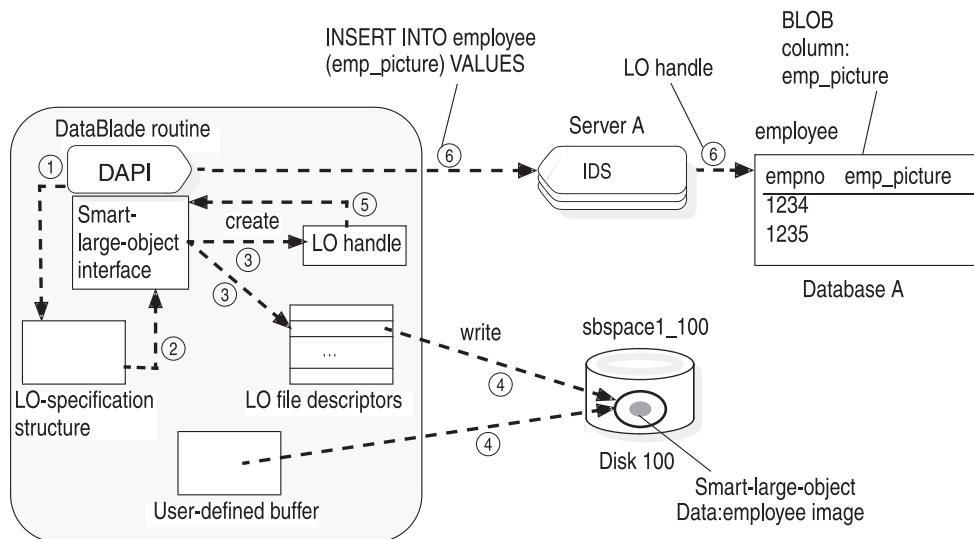 INSERT INTO employee
(emp_picture) VALUES
LO handle
BLOB
column:
emp_picture
DataBlade routine
Server A
employee
1
DAPI
6
IDS
6
empno emp_picture
1234
1235
Database A
Smart-
large-object
interface
create
5
3
LO handle
3
2
LO-specification
structure
...
LO file descriptors
write
4
4
sbspace1_100
Disk 100
User-defined buffer
Smart-large-object
Data:employee image